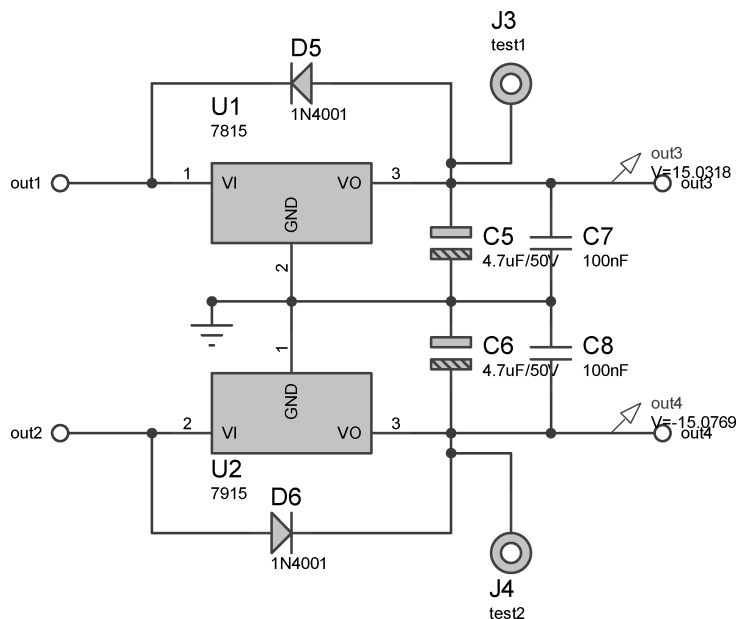 J3
test1
D5
1N4001
U1
7815
out1
1
VI
VO
3
GND
2
out3
V=15.0318
out3
C5
4.7uF/50V
C7
100nF
1
C6
4.7uF/50V
C8
100nF
out2
2
VI
GND
VO
3
out4
V=-15.0769
out4
U2
7915
D6
1N4001
J4
test2